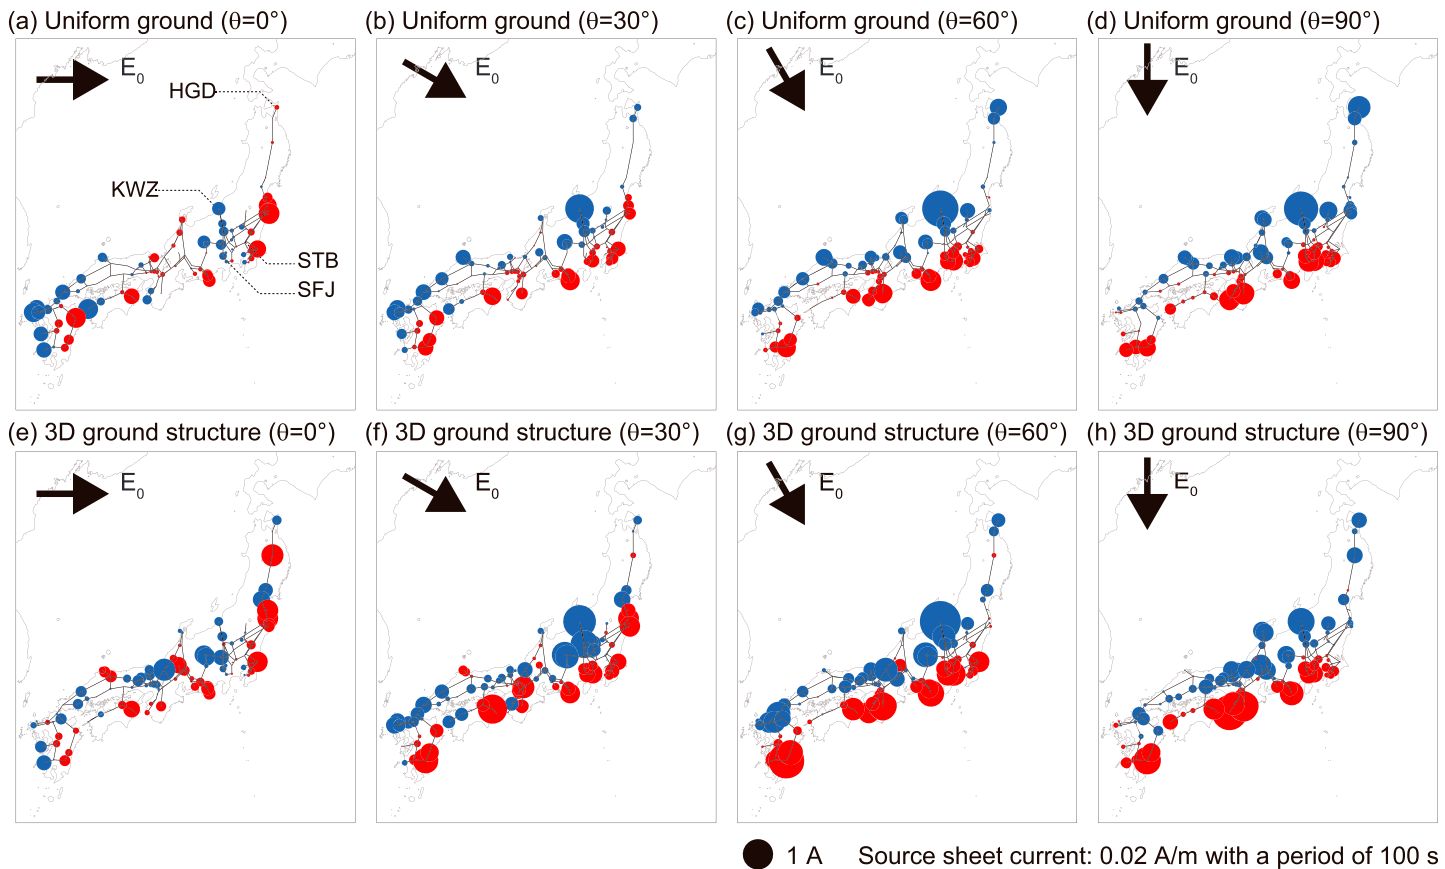 (a) Uniform ground (θ=0°)
(b) Uniform ground (θ=30°)
(c) Uniform ground (θ=60°)
(d) Uniform ground (θ=90°)
E0
E0
E0
E0
HGD
KWZ
STB
SFJ
(e) 3D ground structure (θ=0°)
(f) 3D ground structure (θ=30°)
(g) 3D ground structure (θ=60°)
(h) 3D ground structure (θ=90°)
E0
E0
E0
E0
1 A
Source sheet current: 0.02 A/m with a period of 100 s